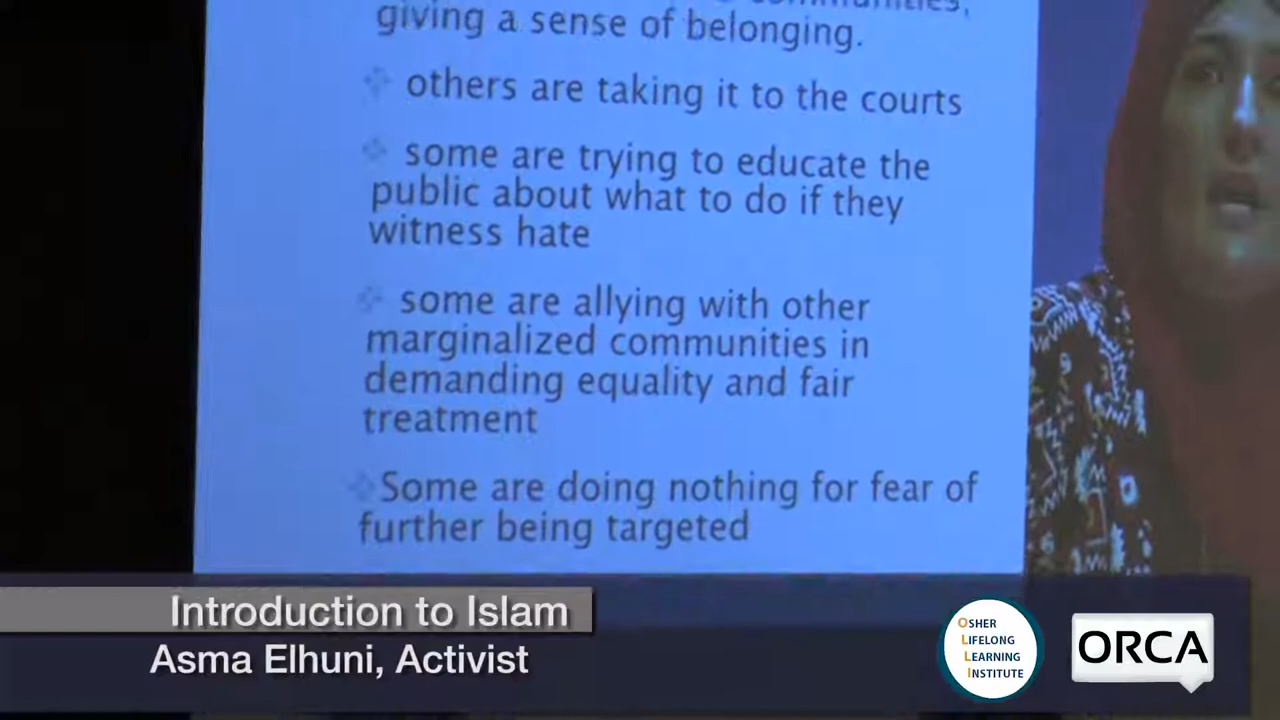 giving a sense of belonging.
others are taking it to the courts
some are trying to educate the
public about what to do if they
witness hate
some are allying with other
marginalized communities in
demanding equality and fair
treatment
Some are doing nothing for fear of
further being targeted
Introduction to Islam
Asma Elhuni, Activist
OSHER
LIFELONG
LEARNING
INSTITUTE
ORCA